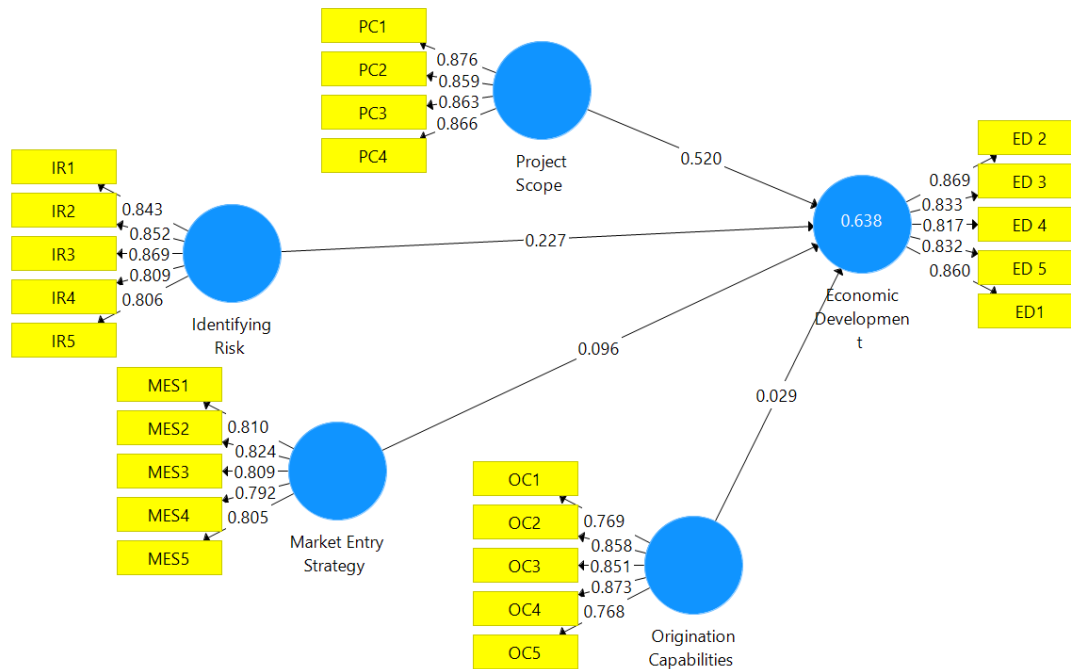 PC1
PC2
PC3
PC4
0.876
0.859
0.863
0.866
Project
Scope
0.520
IR1
IR2
IR3
IR4
IR5
0.843
0.852
0.869
0.809
0.806
Identifying
Risk
0.227
0.638
Economic
Developmen
t
0.869
0.833
0.817
0.832
0.860
ED 2
ED 3
ED 4
ED 5
ED1
MES1
MES2
MES3
MES4
MES5
0.810
0.824
0.809
0.792
0.805
Market Entry
Strategy
0.096
0.029
OC1
OC2
OC3
OC4
OC5
0.769
0.858
0.851
0.873
0.768
Origination
Capabilities